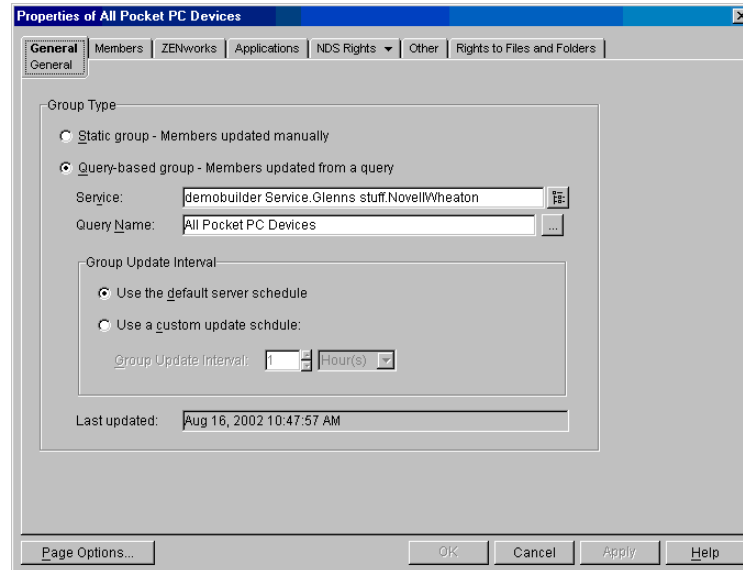 Properties of All Pocket PC Devices
General Members ZENworks Applications NDS Rights Other Rights to Files and Folders
General
Group Type
Static group - Members updated manually
Query-based group - Members updated from a query
Service: demobuilder Service.Glenns stuff.NovellWheaton
Query Name: All Pocket PC Devices ...
Group Update Interval
Use the default server schedule
Use a custom update schdule:
Group Update Interval: 1 Hour(s)
Last updated: Aug 16, 2002 10:47:57 AM
Page Options... OK Cancel Apply Help